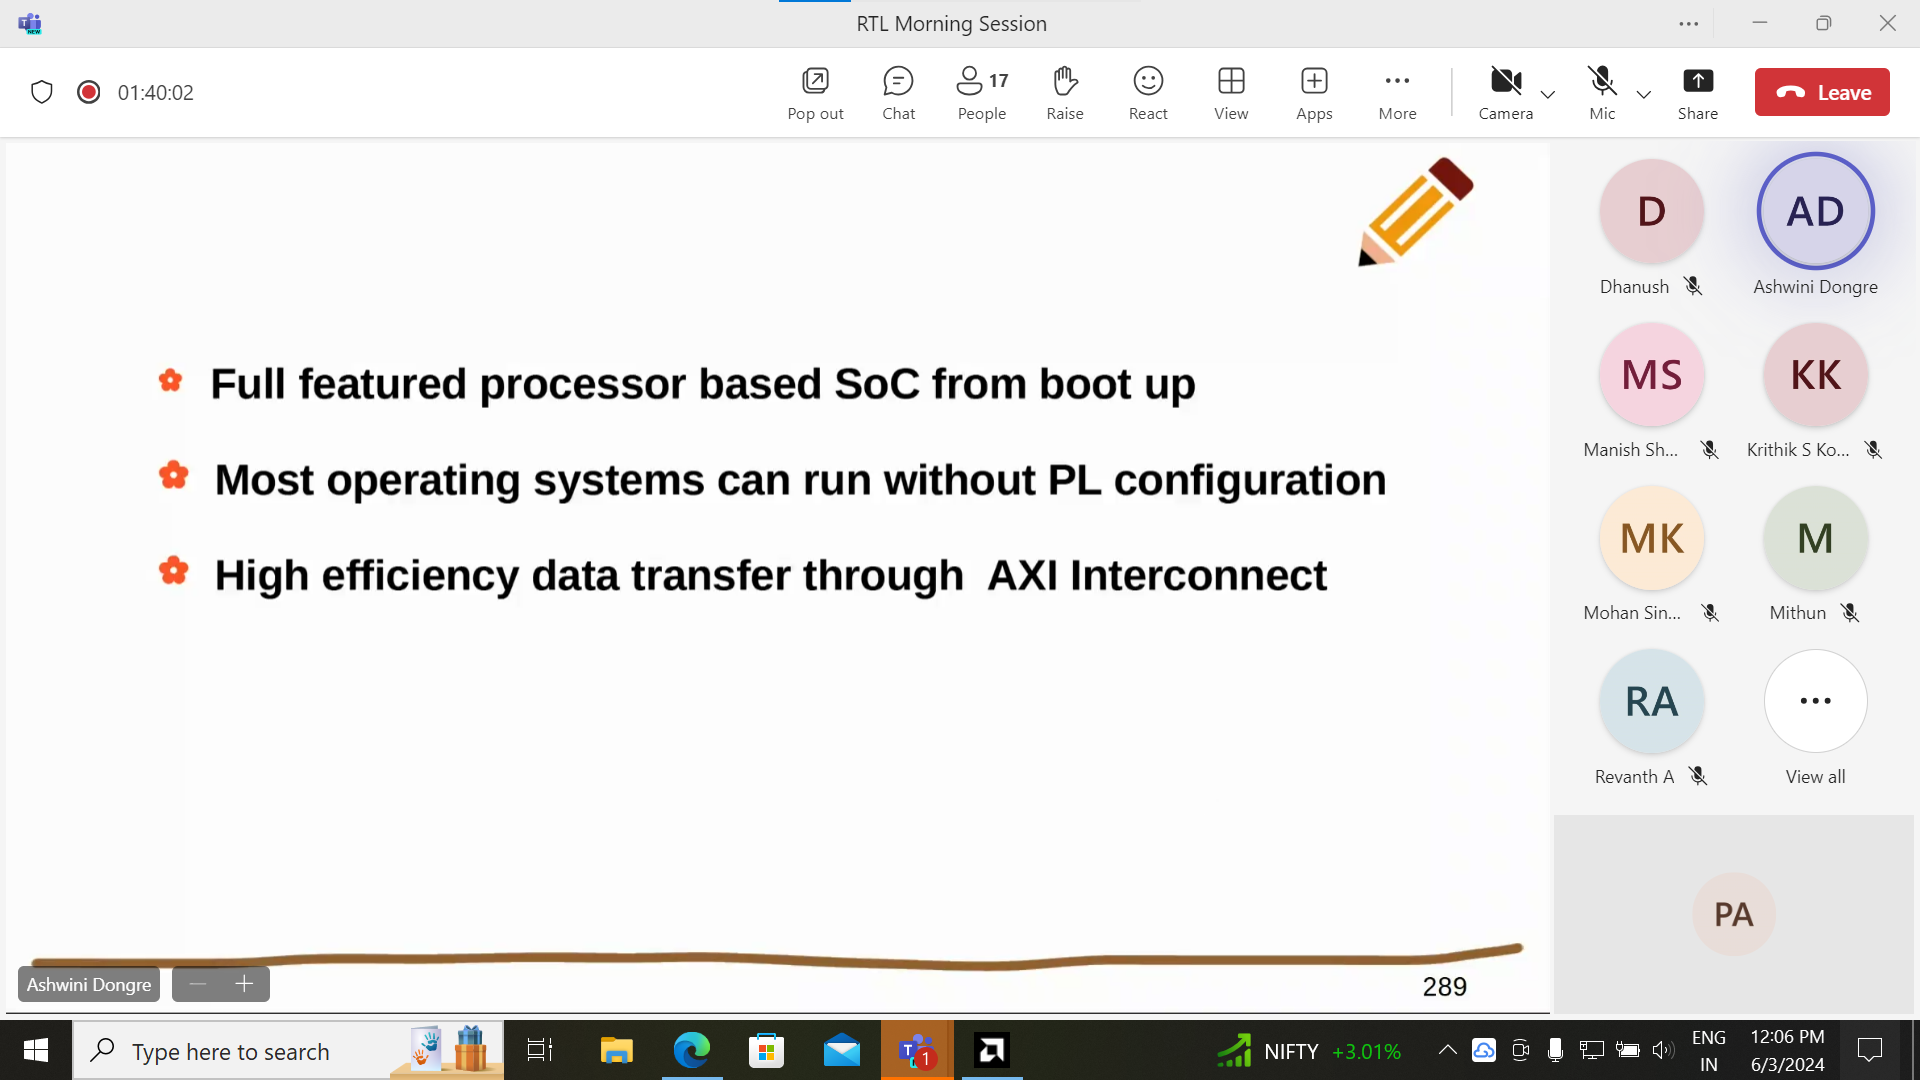 RTL Morning Session
01:40:02
Pop out
Chat
17
People
Raise
React
View
Apps
More
Camera
Mic
Share
Leave
Full featured processor based SoC from boot up
Most operating systems can run without PL configuration
High efficiency data transfer through AXI Interconnect
289
Ashwini Dongre
D
Dhanush
AD
Ashwini Dongre
MS
Manish Sh...
KK
Krithik S Ko...
MK
Mohan Sin...
M
Mithun
RA
Revanth A
View all
PA
Type here to search
1
NIFTY +3.01%
ENG
IN
12:06 PM
6/3/2024